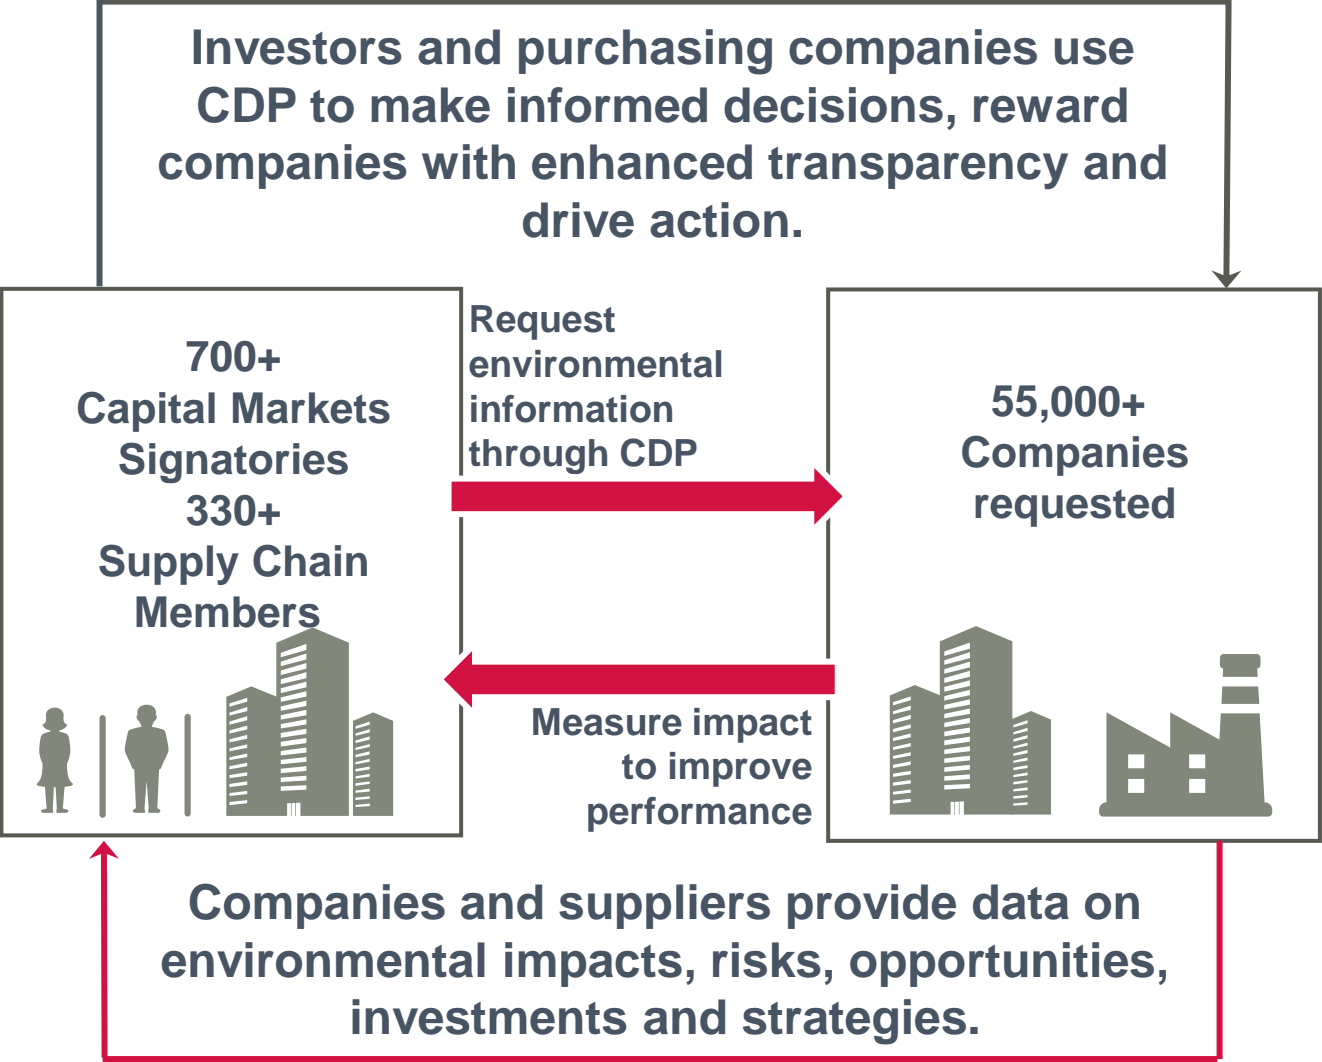 Investors and purchasing companies use
CDP to make informed decisions, reward
companies with enhanced transparency and
drive action.
700+
Capital Markets
Signatories
330+
Supply Chain
Members
Request
environmental
information
through CDP
55,000+
Companies
requested
Measure impact
to improve
performance
Companies and suppliers provide data on
environmental impacts, risks, opportunities,
investments and strategies.